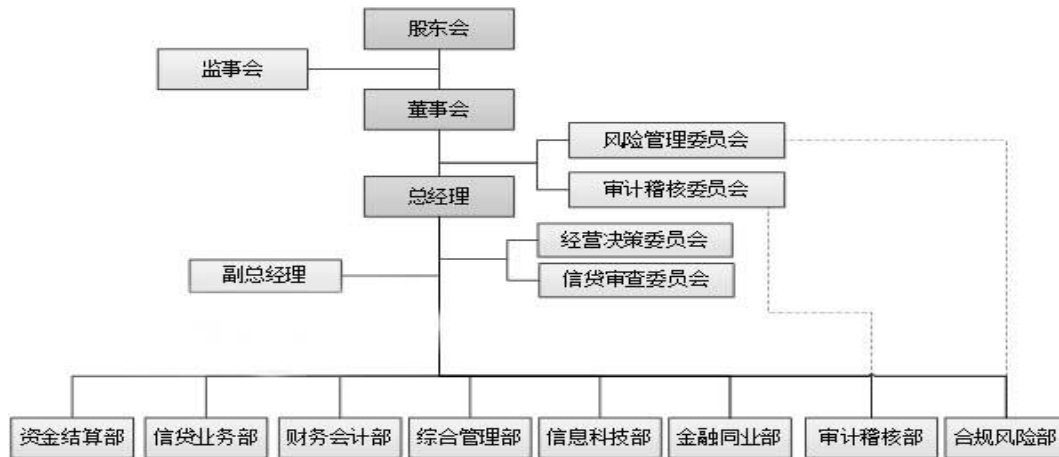 股东会
监事会
董事会
风险管理委员会
审计稽核委员会
总经理
经营决策委员会
副总经理
信贷审查委员会
资金结算部
信贷业务部
财务会计部
综合管理部
信息科技部
金融同业部
审计稽核部
合规风险部